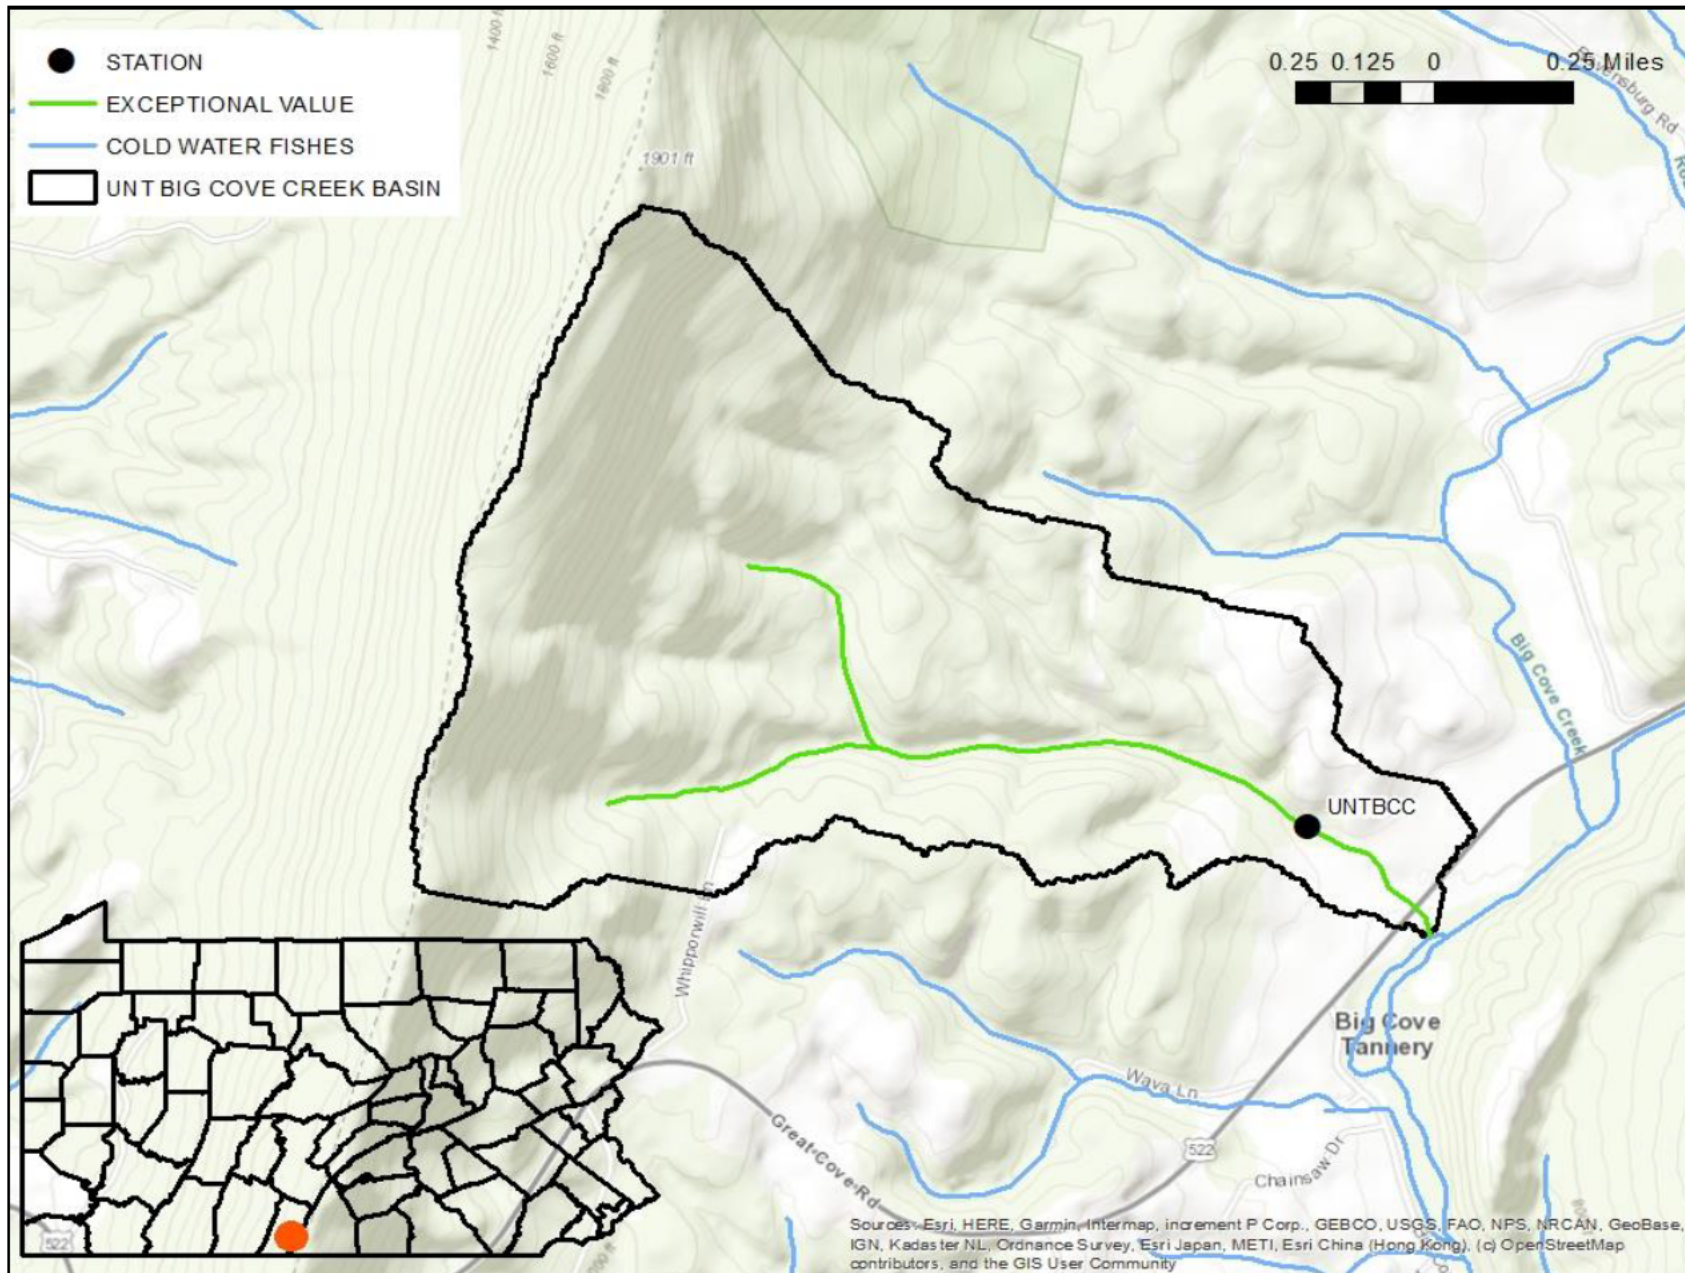 STATION
EXCEPTIONAL VALUE
COLD WATER FISHES
UNT BIG COVE CREEK BASIN
1400 f
1600 ft
1800 ft
1901 ft
0.25 0.125 0 0.25 Miles
Rd
Big Cove Creek
UNTBCC
Whipporwill Ln
Big Cove
Tannery
Wava Ln
Great Cove Rd
522
Chainsaw Dr
522
Sources: Esri, HERE, Garmin, Intermap, increment P Corp., GEBCO, USGS, FAO, NPS, NRCAN, GeoBase,
IGN, Kadaster NL, Ordnance Survey, Esri Japan, METI, Esri China (Hong Kong), (c) OpenStreetMap
contributors, and the GIS User Community